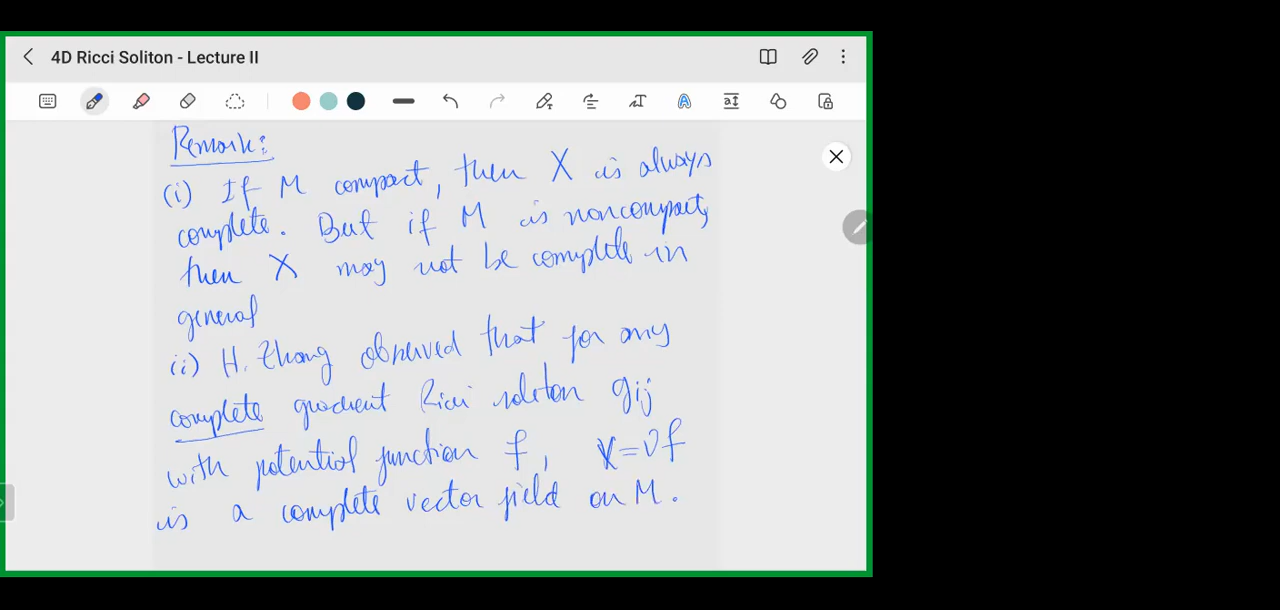 4D Ricci Soliton - Lecture II
Remark:
(i) If M compact, then X is always
complete. But if M is noncompact,
then X may not be complete in
general
(ii) H. Zhang observed that for any
complete gradient Ricci soliton gij
with potential function f, X=∇f
is a complete vector field on M.